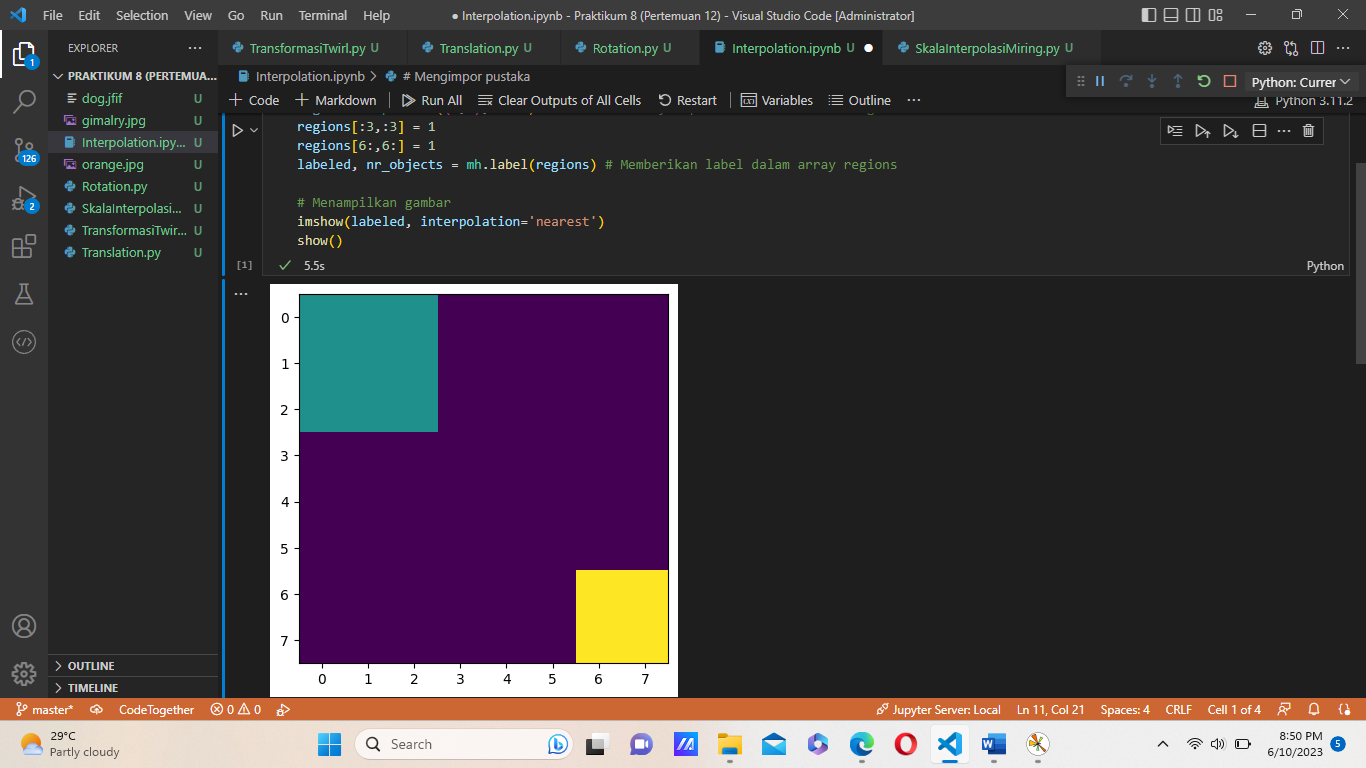 File Edit Selection View Go Run Terminal Help
● Interpolation.ipynb - Praktikum 8 (Pertemuan 12) - Visual Studio Code [Administrator]
EXPLORER
TransformasiTwirl.py U
Translation.py U
Rotation.py U
Interpolation.ipynb U ●
SkalaInterpolasiMiring.py U
PRAKTIKUM 8 (PERTEMUA...
Interpolation.ipynb > # Mengimpor pustaka
Python: Currer
+ Code + Markdown Run All Clear Outputs of All Cells Restart Variables Outline ...
Python 3.11.2
dog.jfif U
gimalry.jpg U
Interpolation.ipy... U
orange.jpg U
Rotation.py U
SkalaInterpolasi... U
TransformasiTwir... U
Translation.py U
1
126
2
regions[:3,:3] = 1
regions[6:,6:] = 1
labeled, nr_objects = mh.label(regions) # Memberikan label dalam array regions
# Menampilkan gambar
imshow(labeled, interpolation='nearest')
show()
[1]
5.5s
Python
0
1
2
3
4
5
6
7
0 1 2 3 4 5 6 7
OUTLINE
TIMELINE
master* CodeTogether 0 0
Jupyter Server: Local Ln 11, Col 21 Spaces: 4 CRLF Cell 1 of 4
29°C
Partly cloudy
Search
8:50 PM
6/10/2023
5